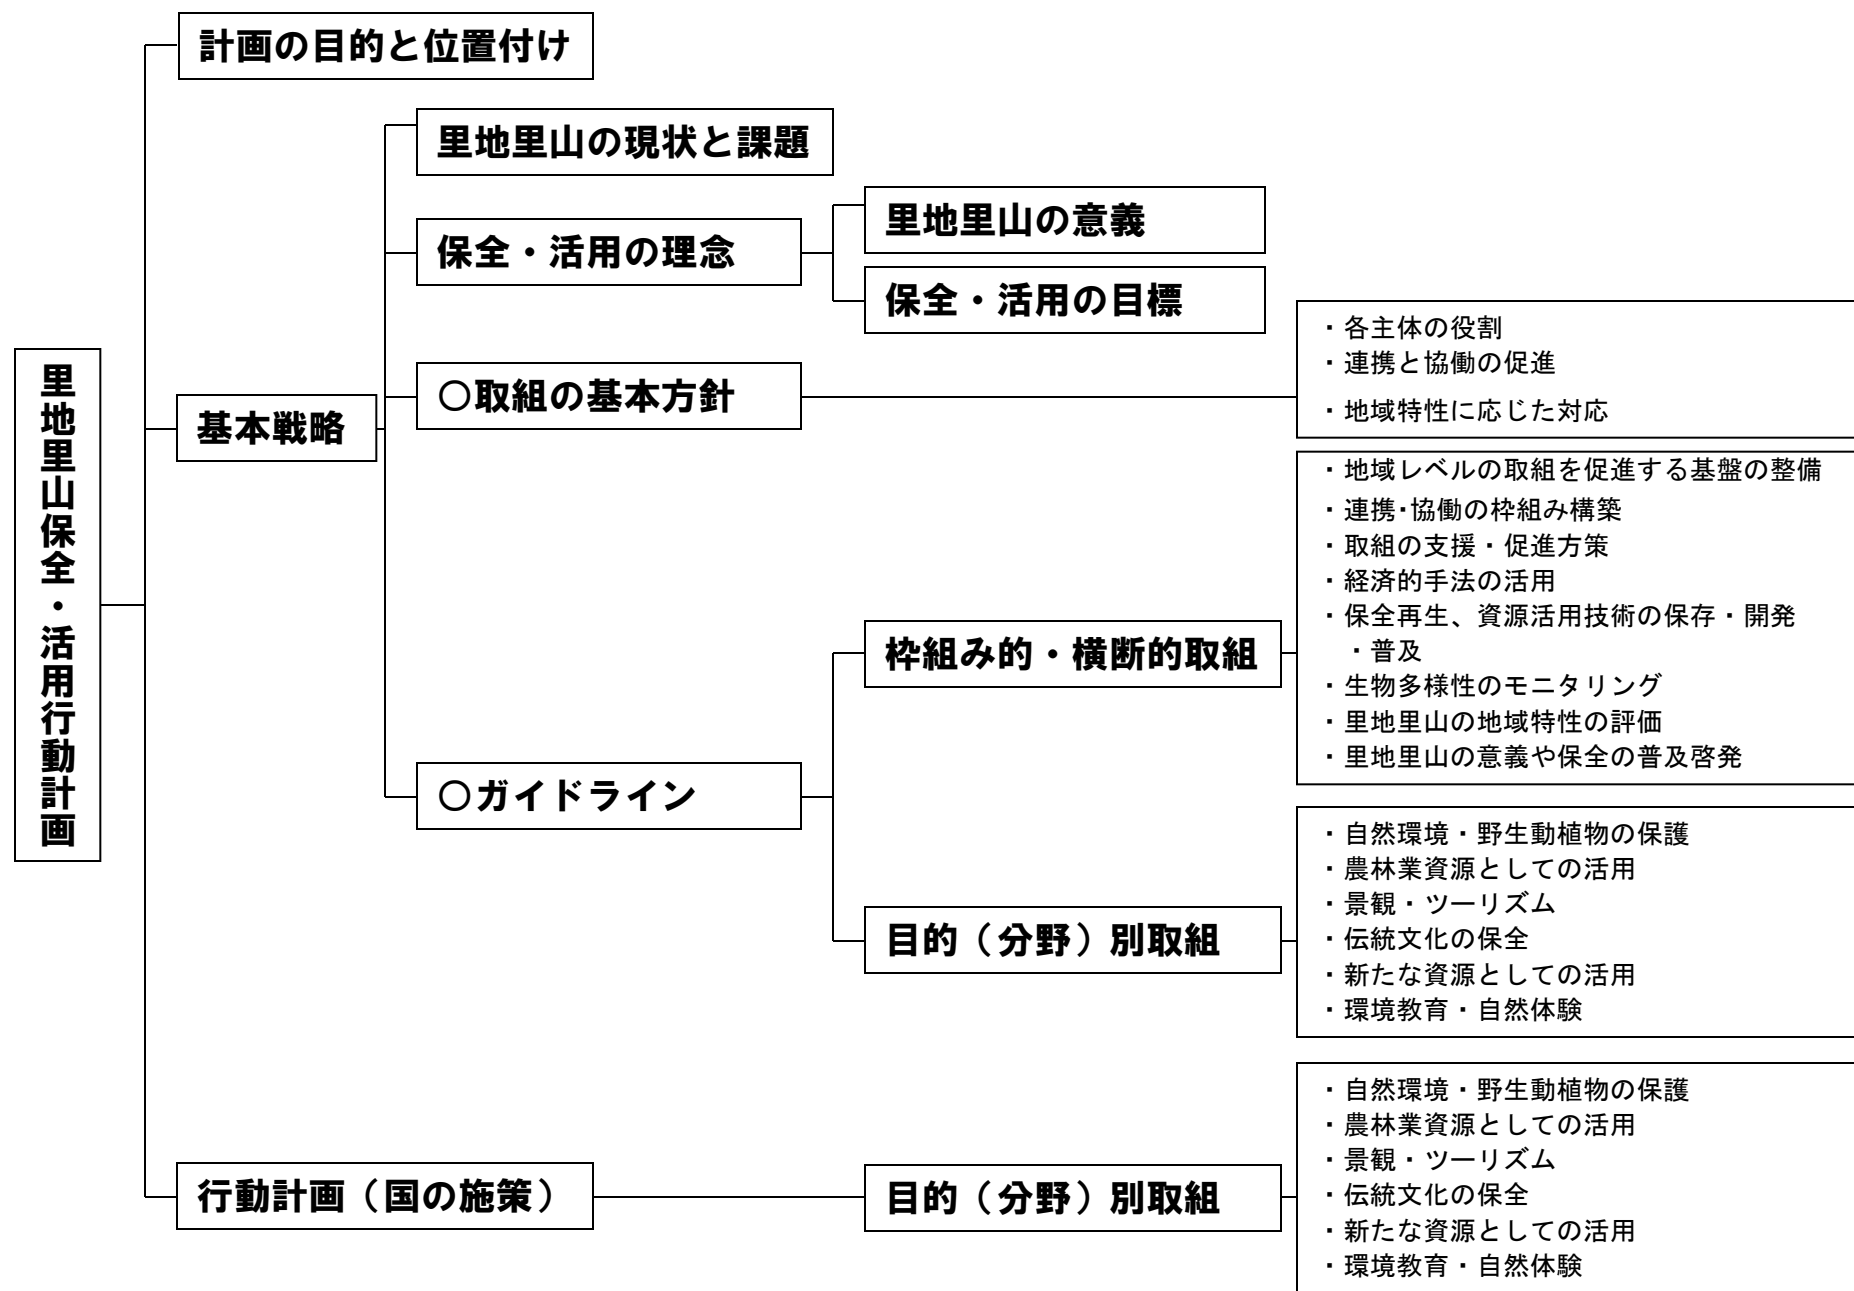 計画の目的と位置付け
里地里山の現状と課題
里地里山の意義
保全・活用の理念
保全・活用の目標
・各主体の役割
・連携と協働の促進
・地域特性に応じた対応
〇取組の基本方針
基本戦略
里地里山保全・活用行動計画
・地域レベルの取組を促進する基盤の整備
・連携・協働の枠組み構築
・取組の支援・促進方策
・経済的手法の活用
・保全再生、資源活用技術の保存・開発
・普及
・生物多様性のモニタリング
・里地里山の地域特性の評価
・里地里山の意義や保全の普及啓発
枠組み的・横断的取組
〇ガイドライン
・自然環境・野生動植物の保護
・農林業資源としての活用
・景観・ツーリズム
・伝統文化の保全
・新たな資源としての活用
・環境教育・自然体験
目的（分野）別取組
行動計画（国の施策）
目的（分野）別取組
・自然環境・野生動植物の保護
・農林業資源としての活用
・景観・ツーリズム
・伝統文化の保全
・新たな資源としての活用
・環境教育・自然体験